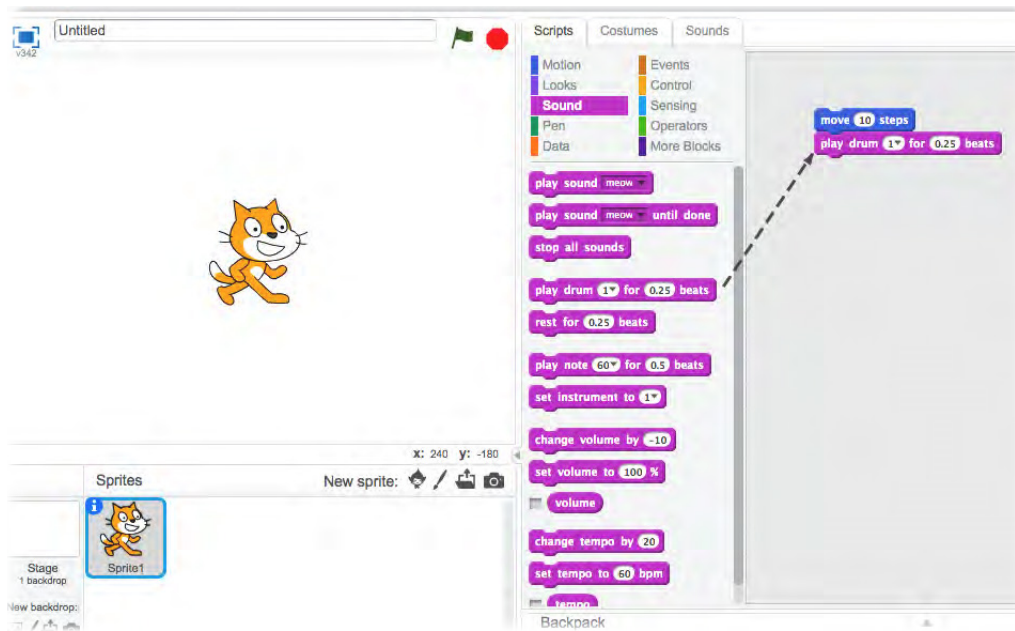 Untitled
v342
Scripts Costumes Sounds
Motion Events
Looks Control
Sound Sensing
Pen Operators
Data More Blocks
move 10 steps
play drum 1 for 0.25 beats
play sound meow
play sound meow until done
stop all sounds
play drum 1 for 0.25 beats
rest for 0.25 beats
play note 60 for 0.5 beats
set instrument to 1
change volume by -10
set volume to 100 %
volume
change tempo by 20
set tempo to 60 bpm
tempo
x: 240 y: -180
Sprites New sprite:
Sprite1
Stage
1 backdrop
New backdrop:
Backpack